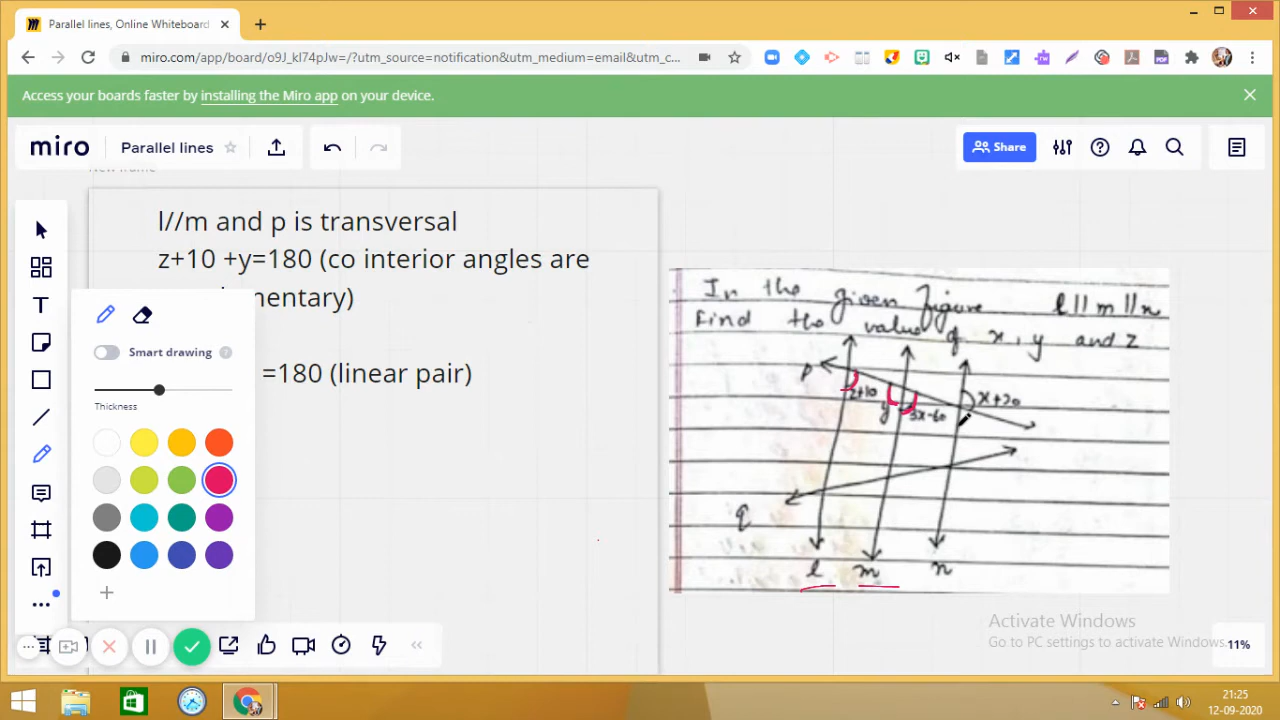 Parallel lines, Online Whiteboard
miro.com/app/board/o9J_kl74pJw=/?utm_source=notification&utm_medium=email&utm_c...
Access your boards faster by installing the Miro app on your device.
miro
Parallel lines
Share
New frame
l//m and p is transversal
z+10 +y=180 (co interior angles are
mentary)
=180 (linear pair)
Smart drawing
Thickness
In the given figure l || m || n
Find the value of x, y and z
p
z+10
y
3x-60
x+20
q
l
m
n
Activate Windows
Go to PC settings to activate Windows.
11%
21:25
12-09-2020